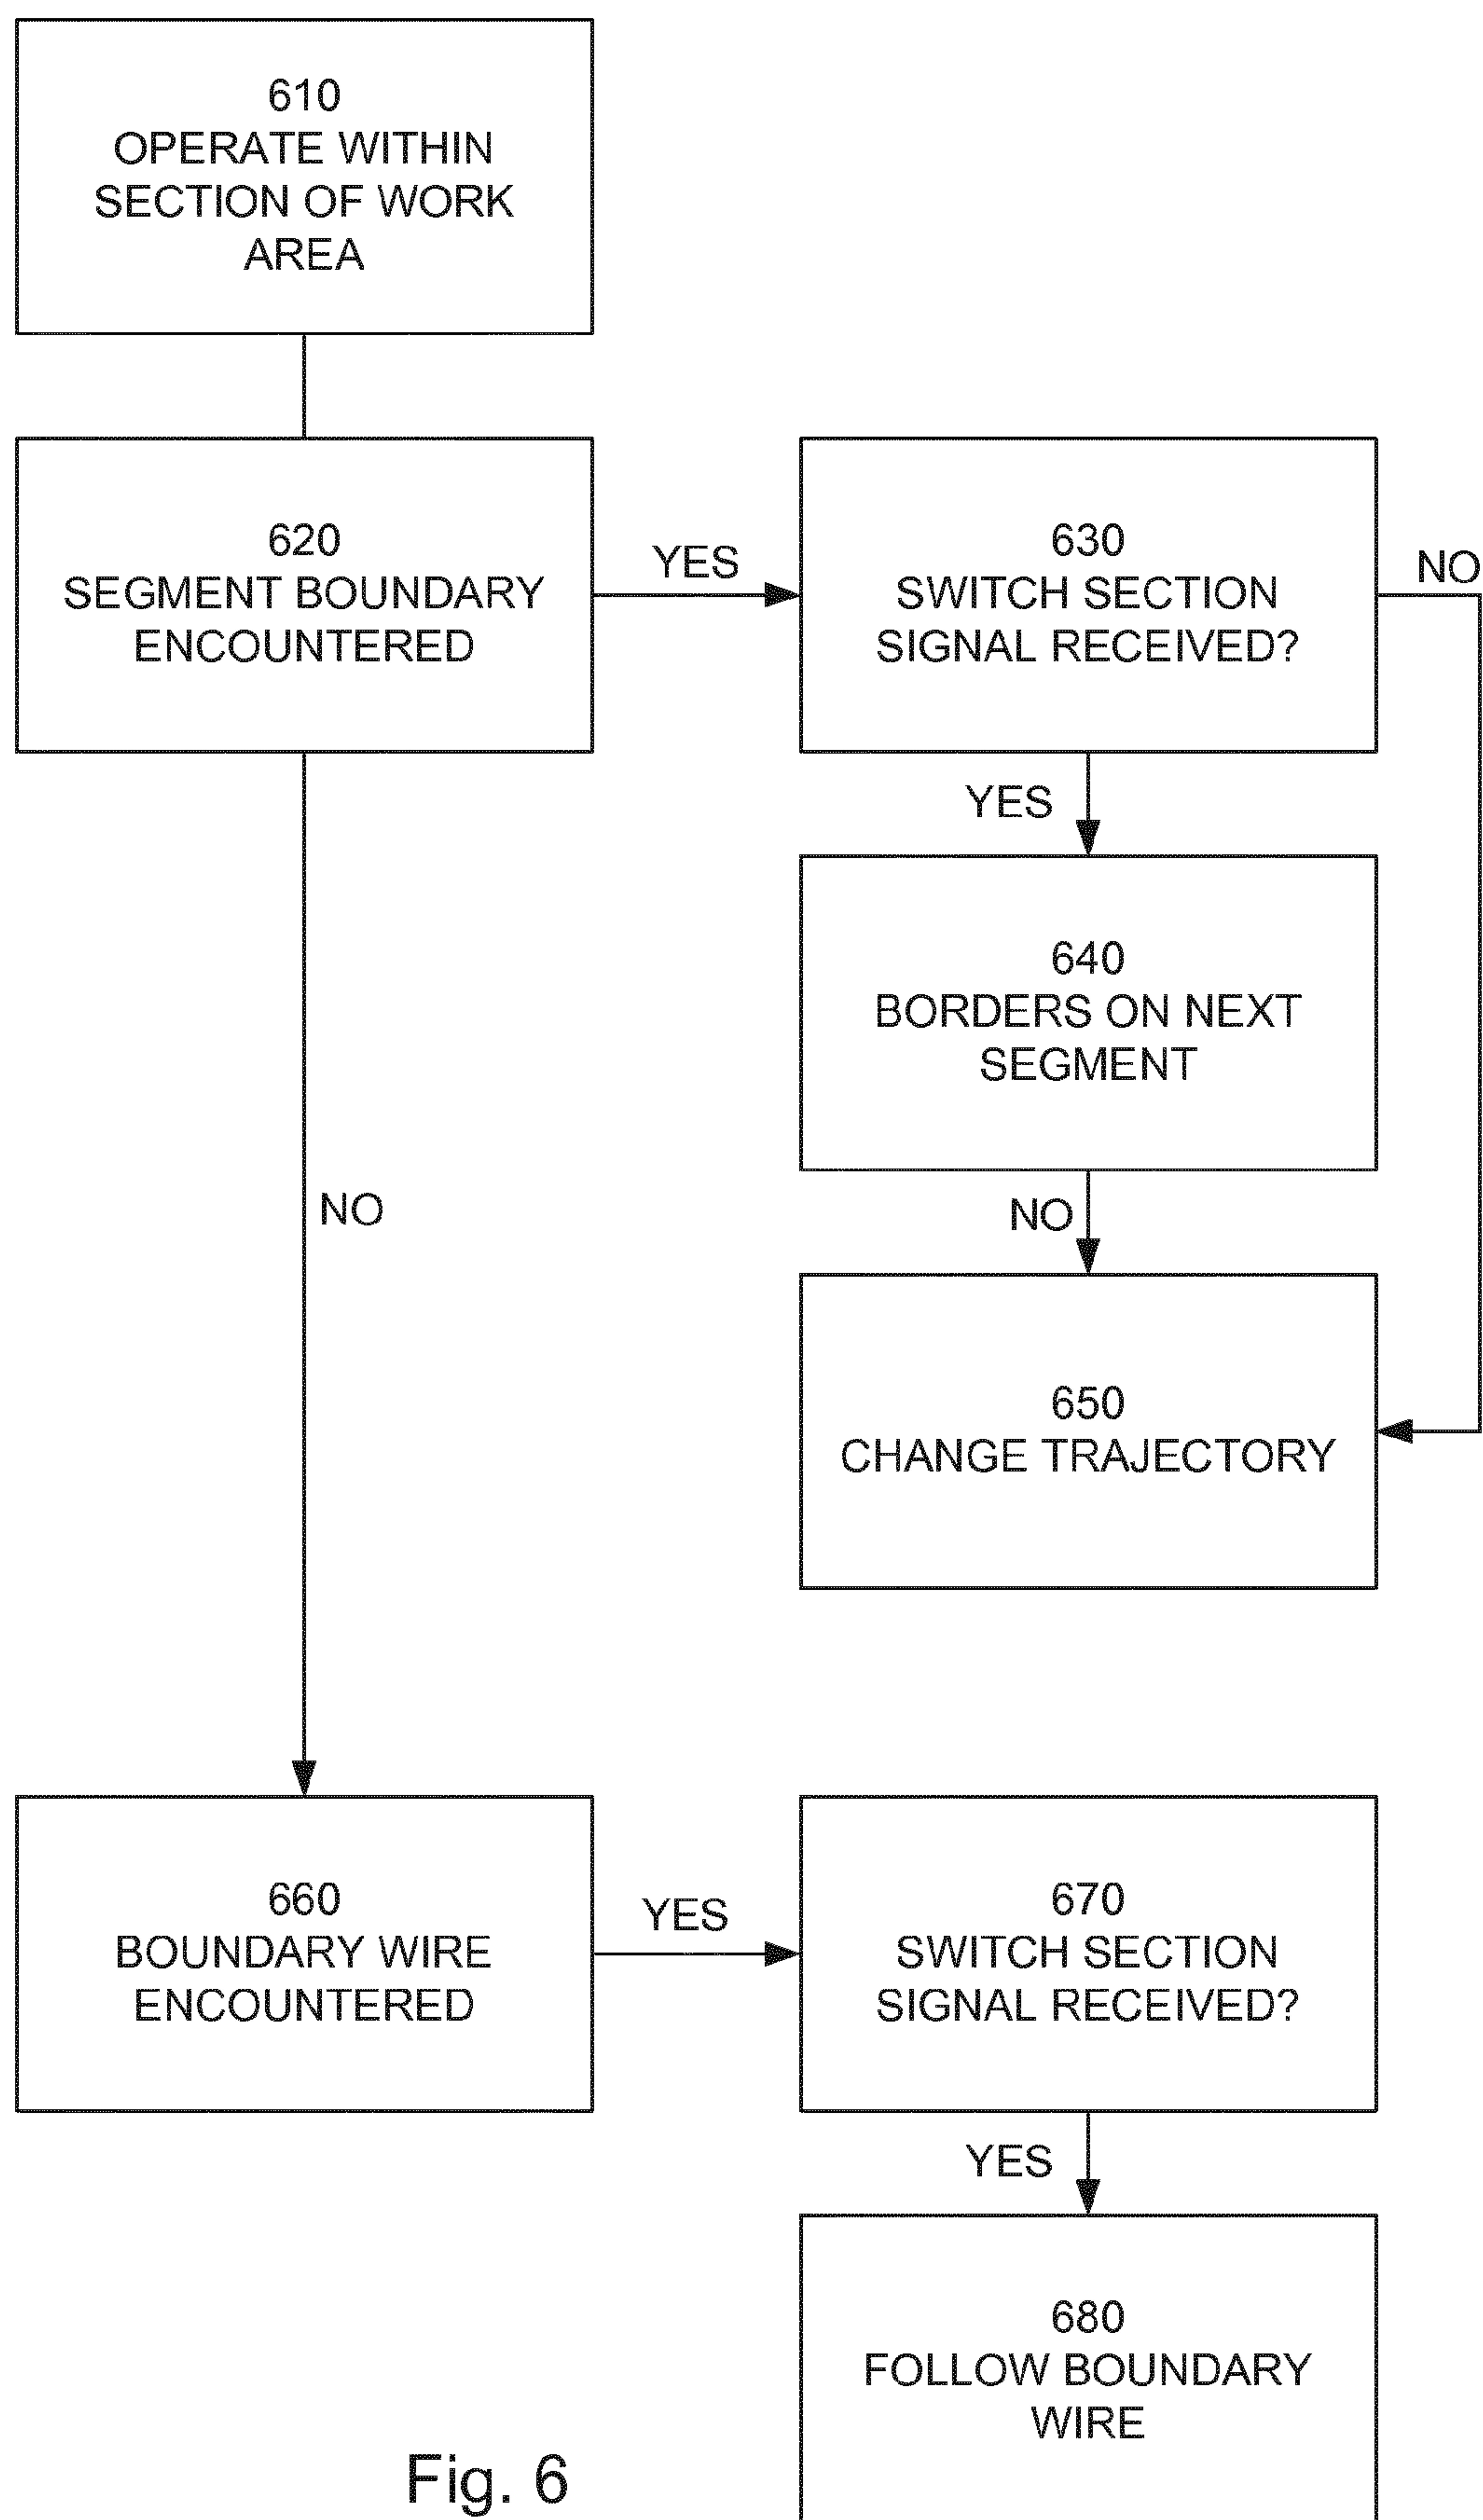 610
OPERATE WITHIN
SECTION OF WORK
AREA
620
SEGMENT BOUNDARY
ENCOUNTERED
YES
630
SWITCH SECTION
SIGNAL RECEIVED?
NO
YES
640
BORDERS ON NEXT
SEGMENT
NO
NO
650
CHANGE TRAJECTORY
660
BOUNDARY WIRE
ENCOUNTERED
YES
670
SWITCH SECTION
SIGNAL RECEIVED?
YES
680
FOLLOW BOUNDARY
WIRE
Fig. 6